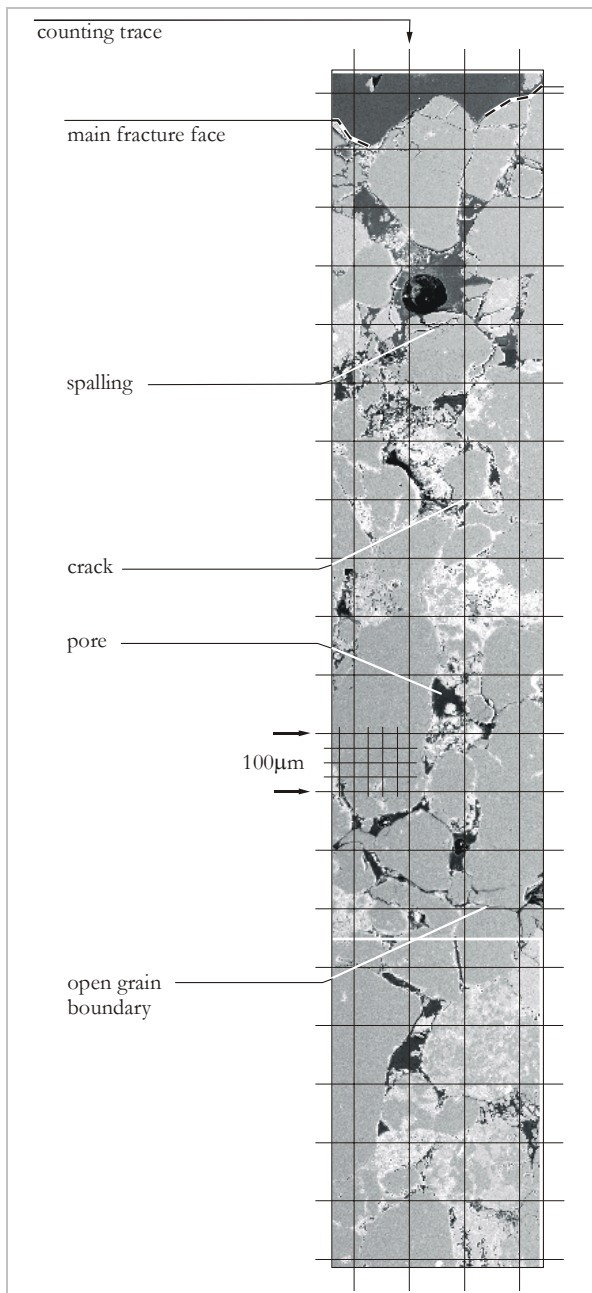 counting trace
main fracture face
spalling
crack
pore
100μm
open grain
boundary